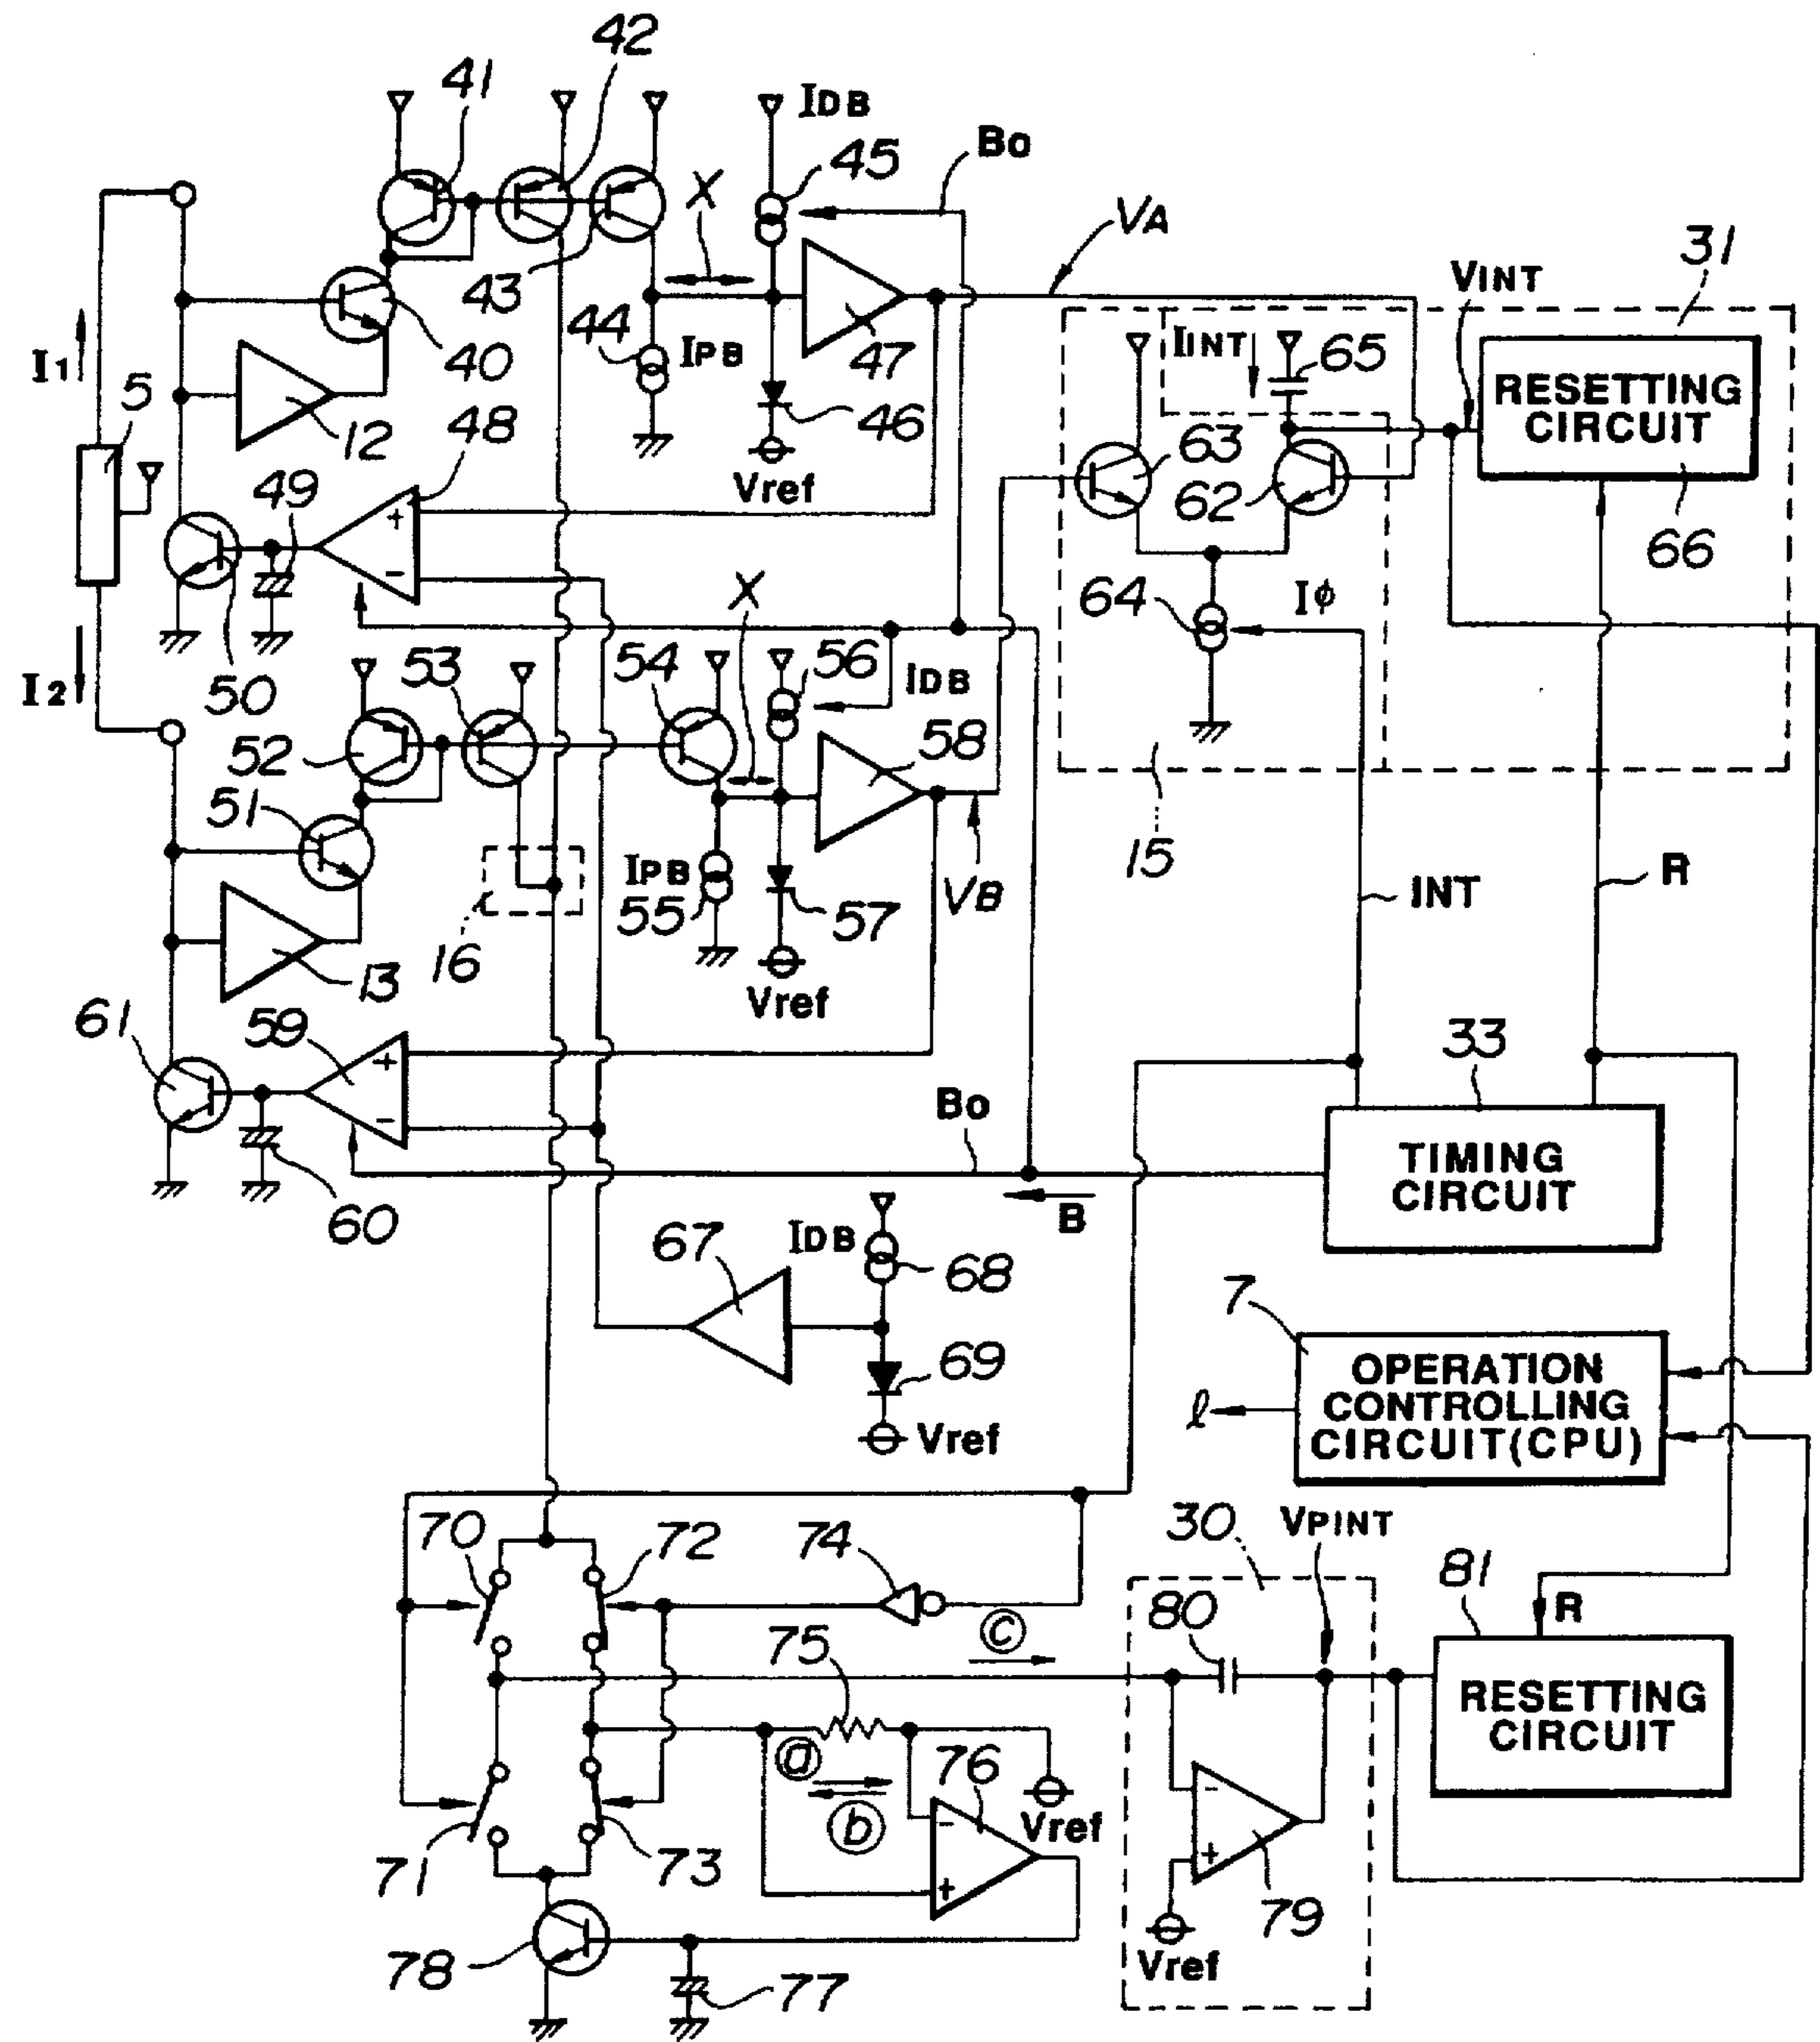 42
41
IDB
45
Bo
X
VA
31
VINT
43
44
IPB
47
IINT
65
RESETTING
CIRCUIT
I1
5
40
12
48
46
Vref
63
62
66
49
+
−
X
64
Iϕ
I2
50
53
54
56
IDB
52
58
51
IPB
55
57
VB
15
INT
R
16
13
Vref
61
59
+
−
33
Bo
TIMING
CIRCUIT
60
B
67
IDB
68
7
69
OPERATION
CONTROLLING
CIRCUIT(CPU)
ℓ
Vref
70
72
74
30
VPINT
81
R
75
ⓒ
80
RESETTING
CIRCUIT
ⓐ
76
ⓑ
−
+
Vref
−
+
71
73
79
78
77
Vref